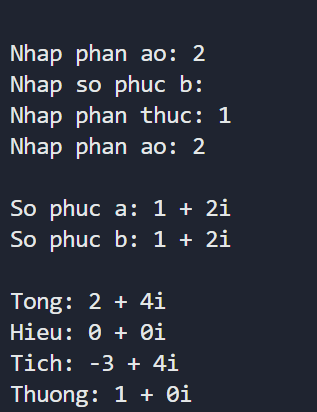 Nhap phan ao: 2
Nhap so phuc b:
Nhap phan thuc: 1
Nhap phan ao: 2
So phuc a: 1 + 2i
So phuc b: 1 + 2i
Tong: 2 + 4i
Hieu: 0 + 0i
Tich: -3 + 4i
Thuong: 1 + 0i